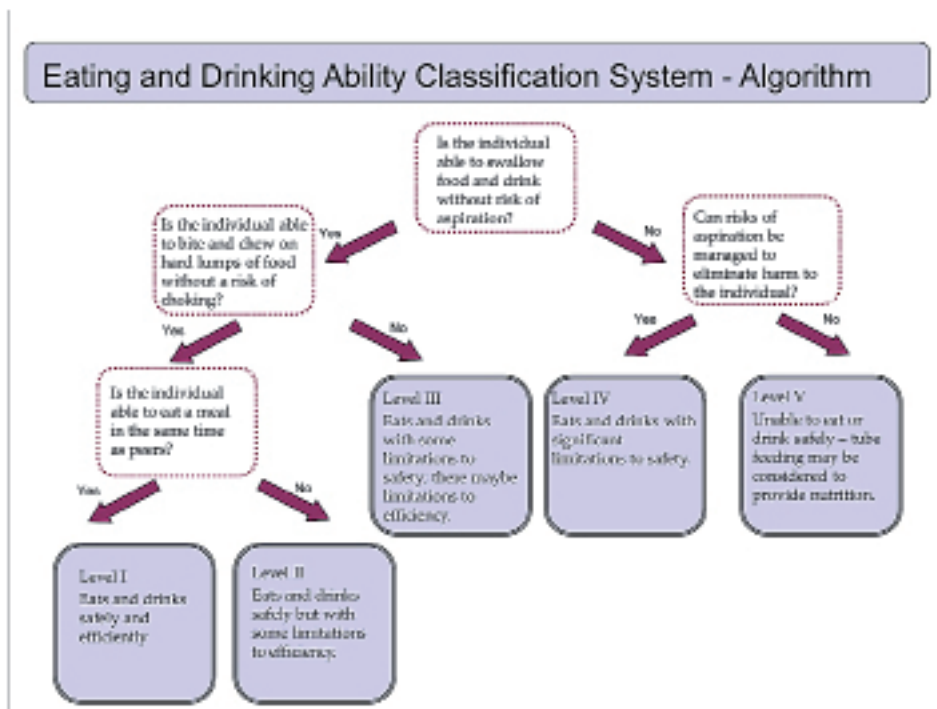 Eating and Drinking Ability Classification System - Algorithm
Is the individual
able to swallow
food and drink
without risk of
aspiration?
Yes
No
Is the individual able
to bite and chew on
hard lumps of food
without a risk of
choking?
Can risks of
aspiration be
managed to
eliminate harm to
the individual?
Yes
No
Yes
No
Is the individual
able to eat a meal
in the same time
as peers?
Level III
Eats and drinks
with some
limitations to
safety, there maybe
limitations to
efficiency.
Level IV
Eats and drinks with
significant
limitations to safety.
Level V
Unable to eat or
drink safely – tube
feeding may be
considered to
provide nutrition.
Yes
No
Level I
Eats and drinks
safely and
efficiently
Level II
Eats and drinks
safely but with
some limitations
to efficiency.